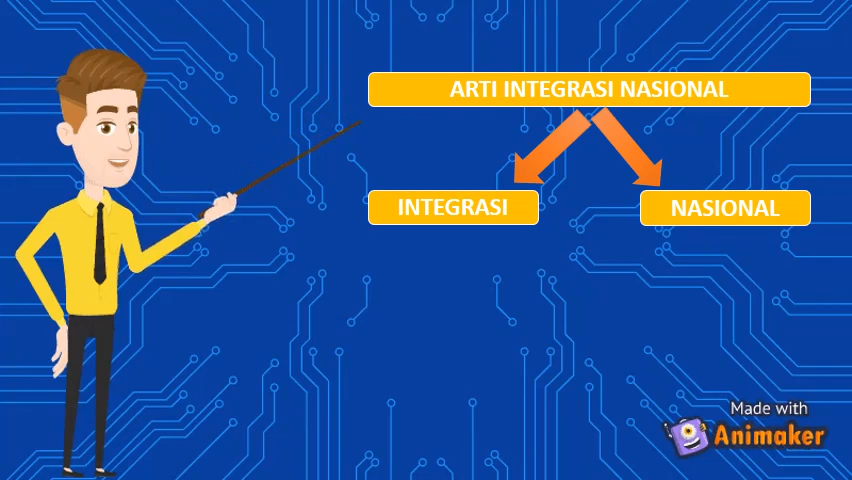 ARTI INTEGRASI NASIONAL
INTEGRASI
NASIONAL
Made with
Animaker